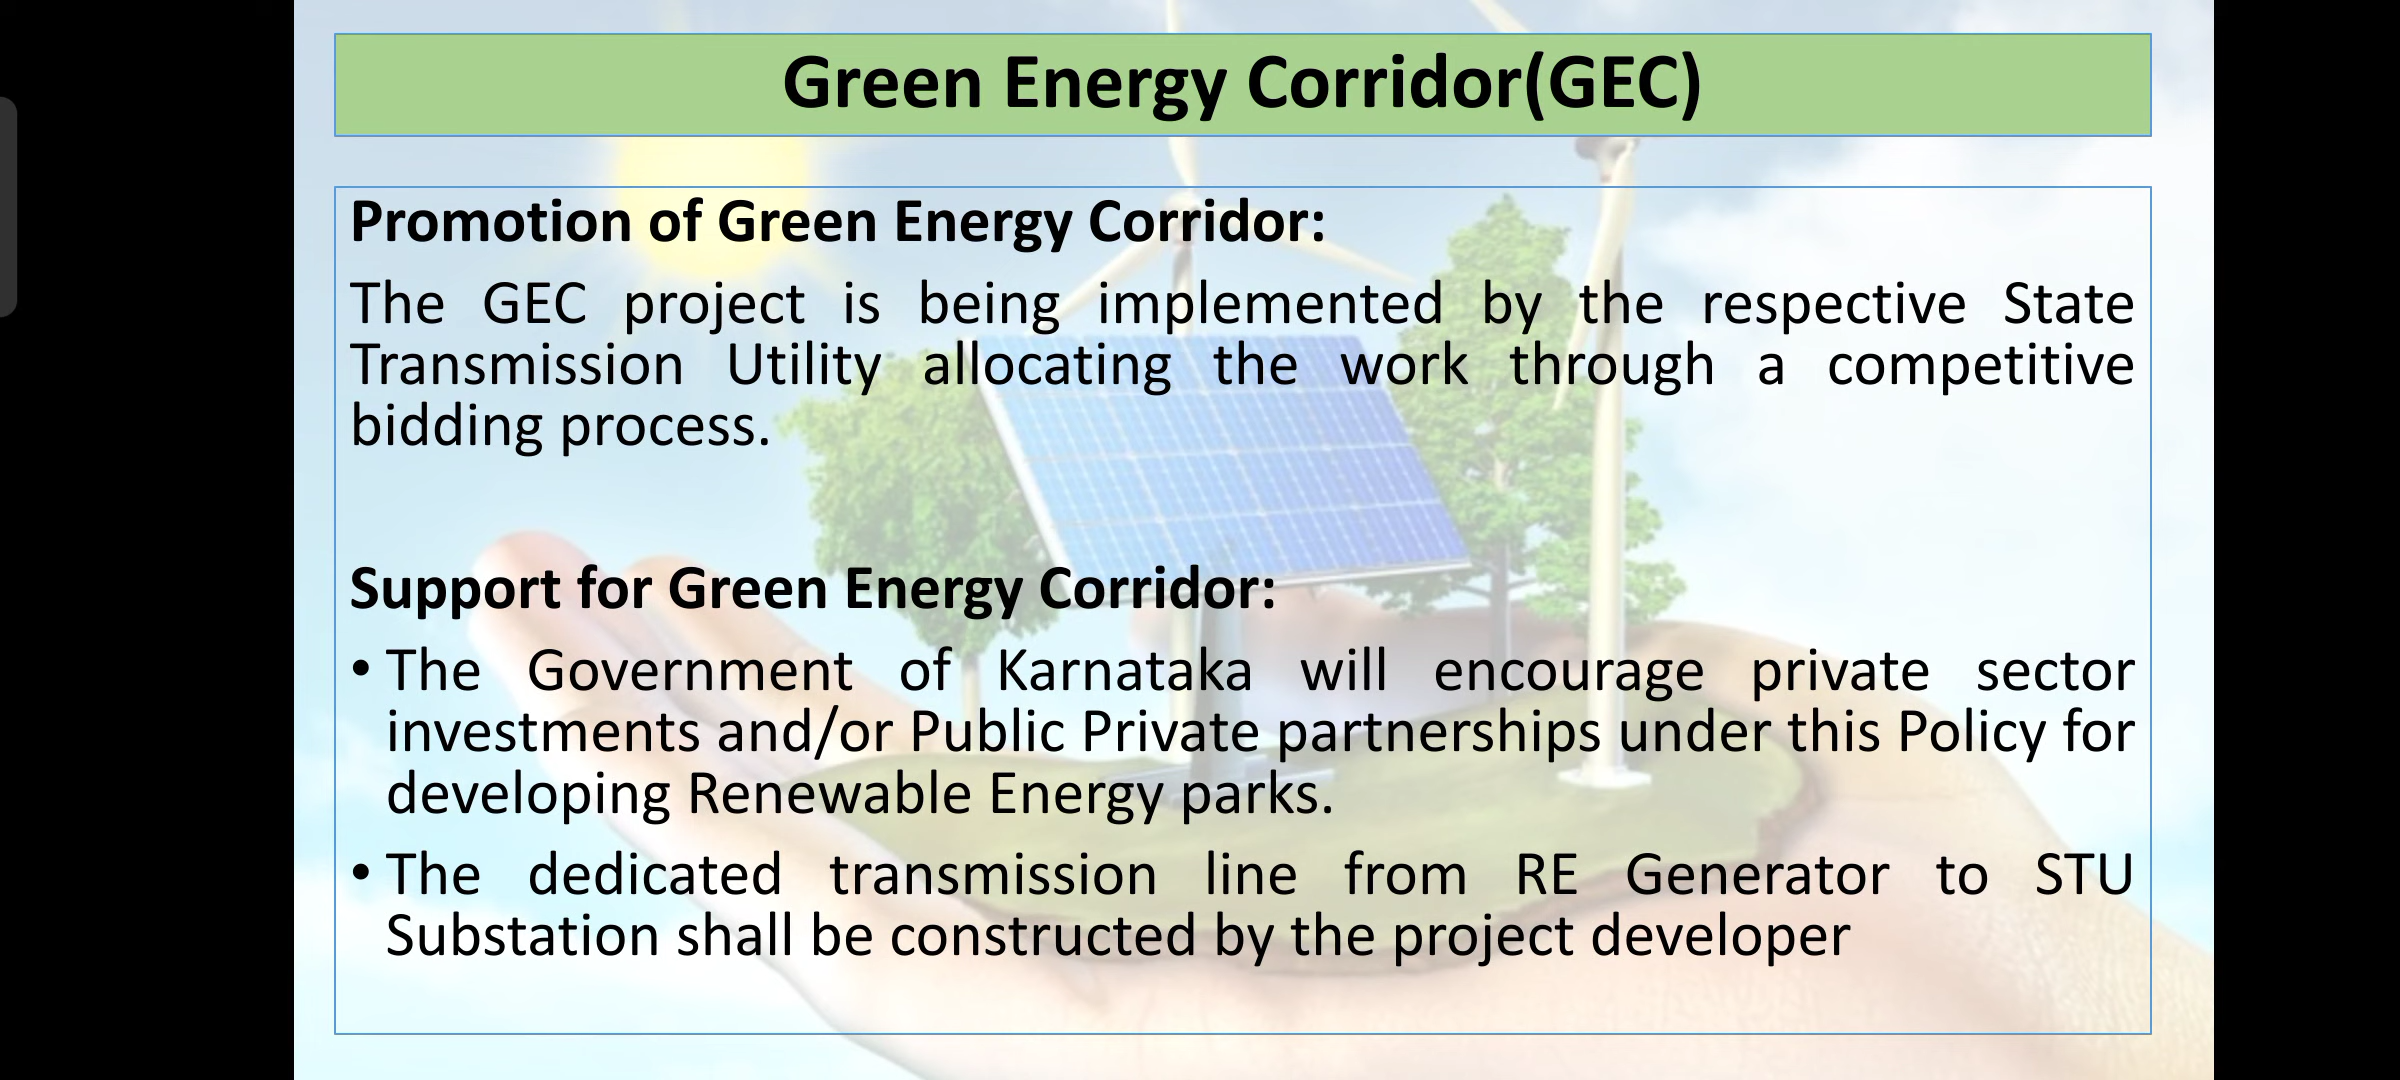 Green Energy Corridor(GEC)
Promotion of Green Energy Corridor:
The GEC project is being implemented by the respective State
Transmission Utility allocating the work through a competitive
bidding process.
Support for Green Energy Corridor:
• The Government of Karnataka will encourage private sector
investments and/or Public Private partnerships under this Policy for
developing Renewable Energy parks.
• The dedicated transmission line from RE Generator to STU
Substation shall be constructed by the project developer